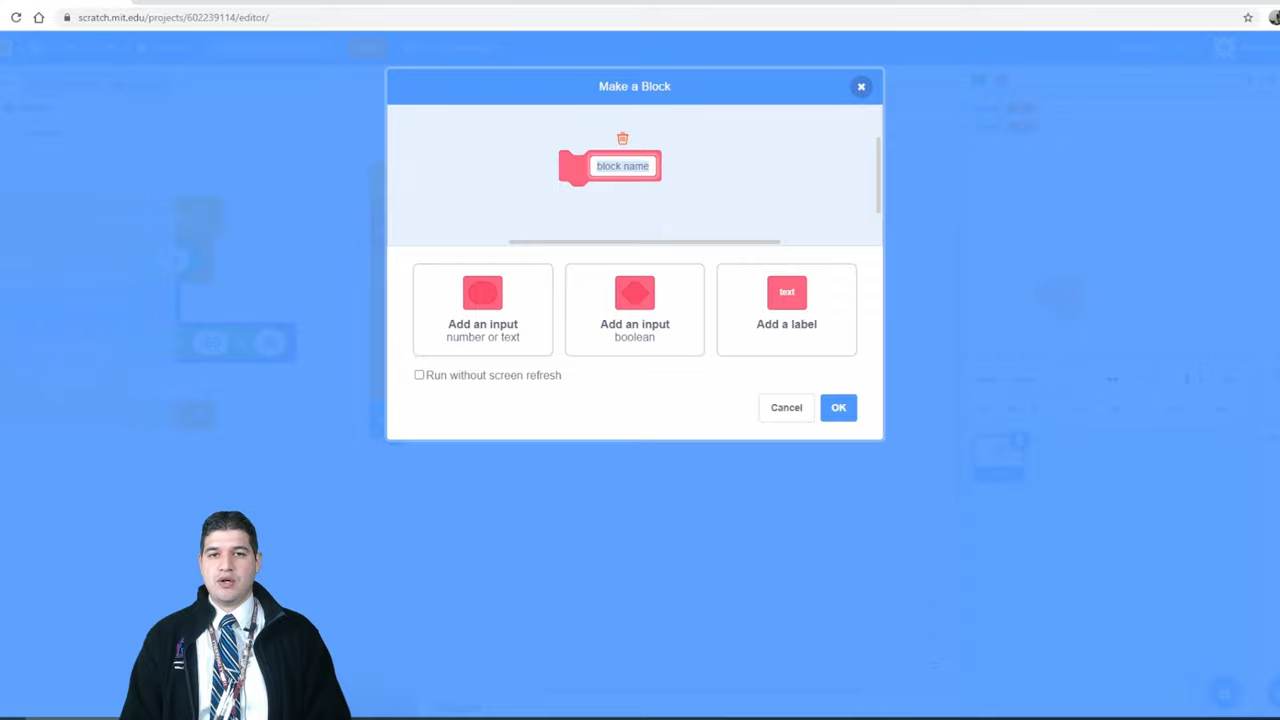 scratch.mit.edu/projects/602239114/editor/
Make a Block
block name
text
Add an input
number or text
Add an input
boolean
Add a label
Run without screen refresh
Cancel
OK